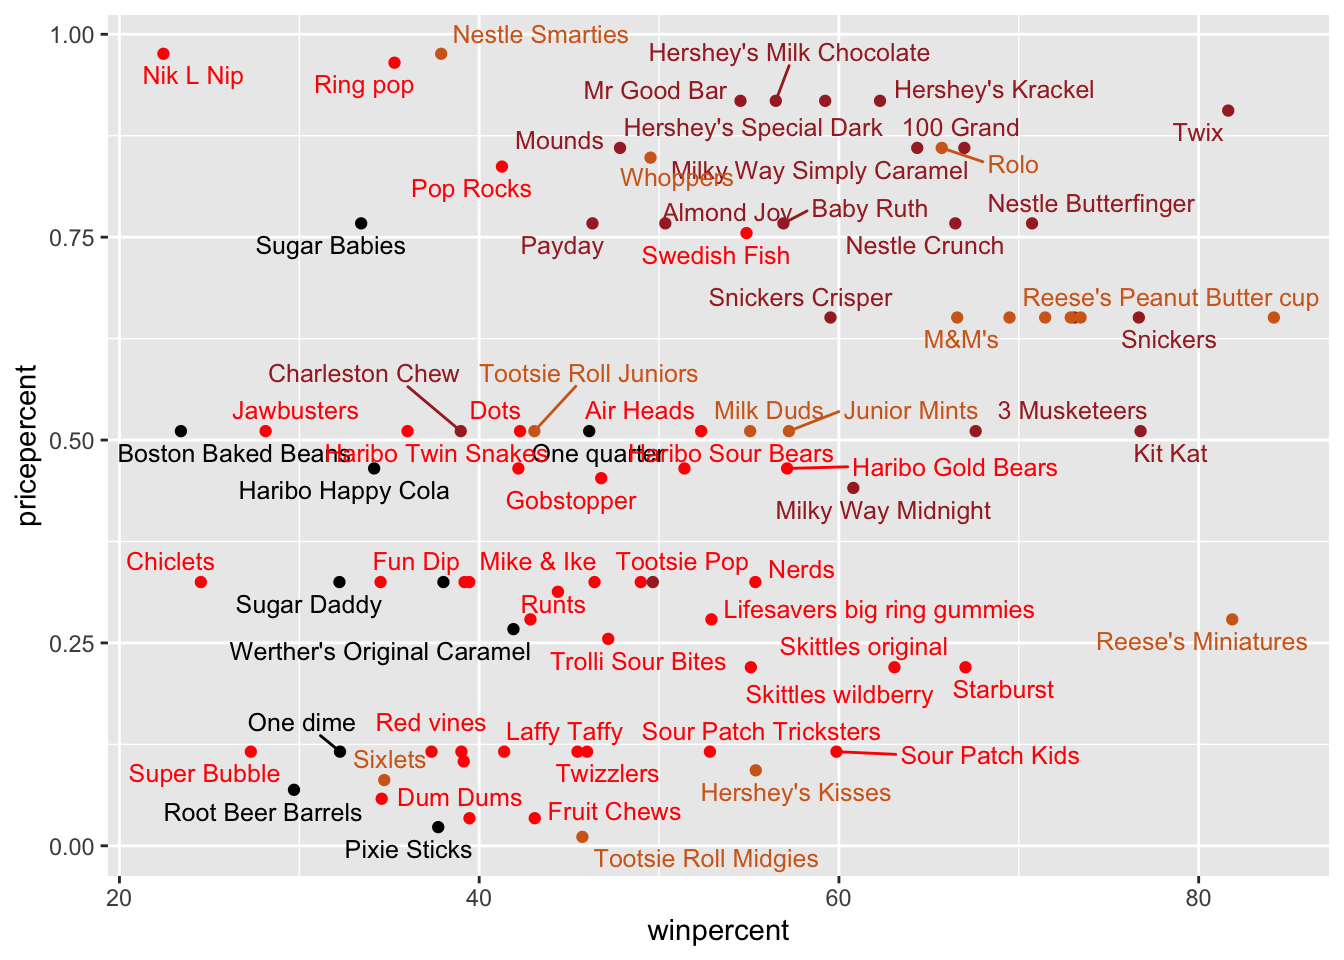 1.00
Nestle Smarties
Hershey's Milk Chocolate
Nik L Nip
Ring pop
Mr Good Bar
Hershey's Krackel
Hershey's Special Dark
100 Grand
Twix
Mounds
Milky Way Simply Caramel
Rolo
Whoppers
Pop Rocks
Almond Joy
Baby Ruth
Nestle Butterfinger
0.75
Sugar Babies
Payday
Nestle Crunch
Swedish Fish
Snickers Crisper
Reese's Peanut Butter cup
M&M's
Snickers
pricepercent
Charleston Chew
Tootsie Roll Juniors
Jawbusters
Dots
Air Heads
Milk Duds
Junior Mints
3 Musketeers
0.50
Boston Baked Beans
Haribo Twin Snakes
One quarter
Haribo Sour Bears
Kit Kat
Haribo Gold Bears
Haribo Happy Cola
Gobstopper
Milky Way Midnight
Chiclets
Fun Dip
Mike & Ike
Tootsie Pop
Nerds
Sugar Daddy
Runts
Lifesavers big ring gummies
0.25
Werther's Original Caramel
Trolli Sour Bites
Skittles original
Reese's Miniatures
Skittles wildberry
Starburst
One dime
Red vines
Laffy Taffy
Sour Patch Tricksters
Sour Patch Kids
Super Bubble
Sixlets
Twizzlers
Hershey's Kisses
Root Beer Barrels
Dum Dums
Fruit Chews
0.00
Pixie Sticks
Tootsie Roll Midgies
20
40
60
80
winpercent